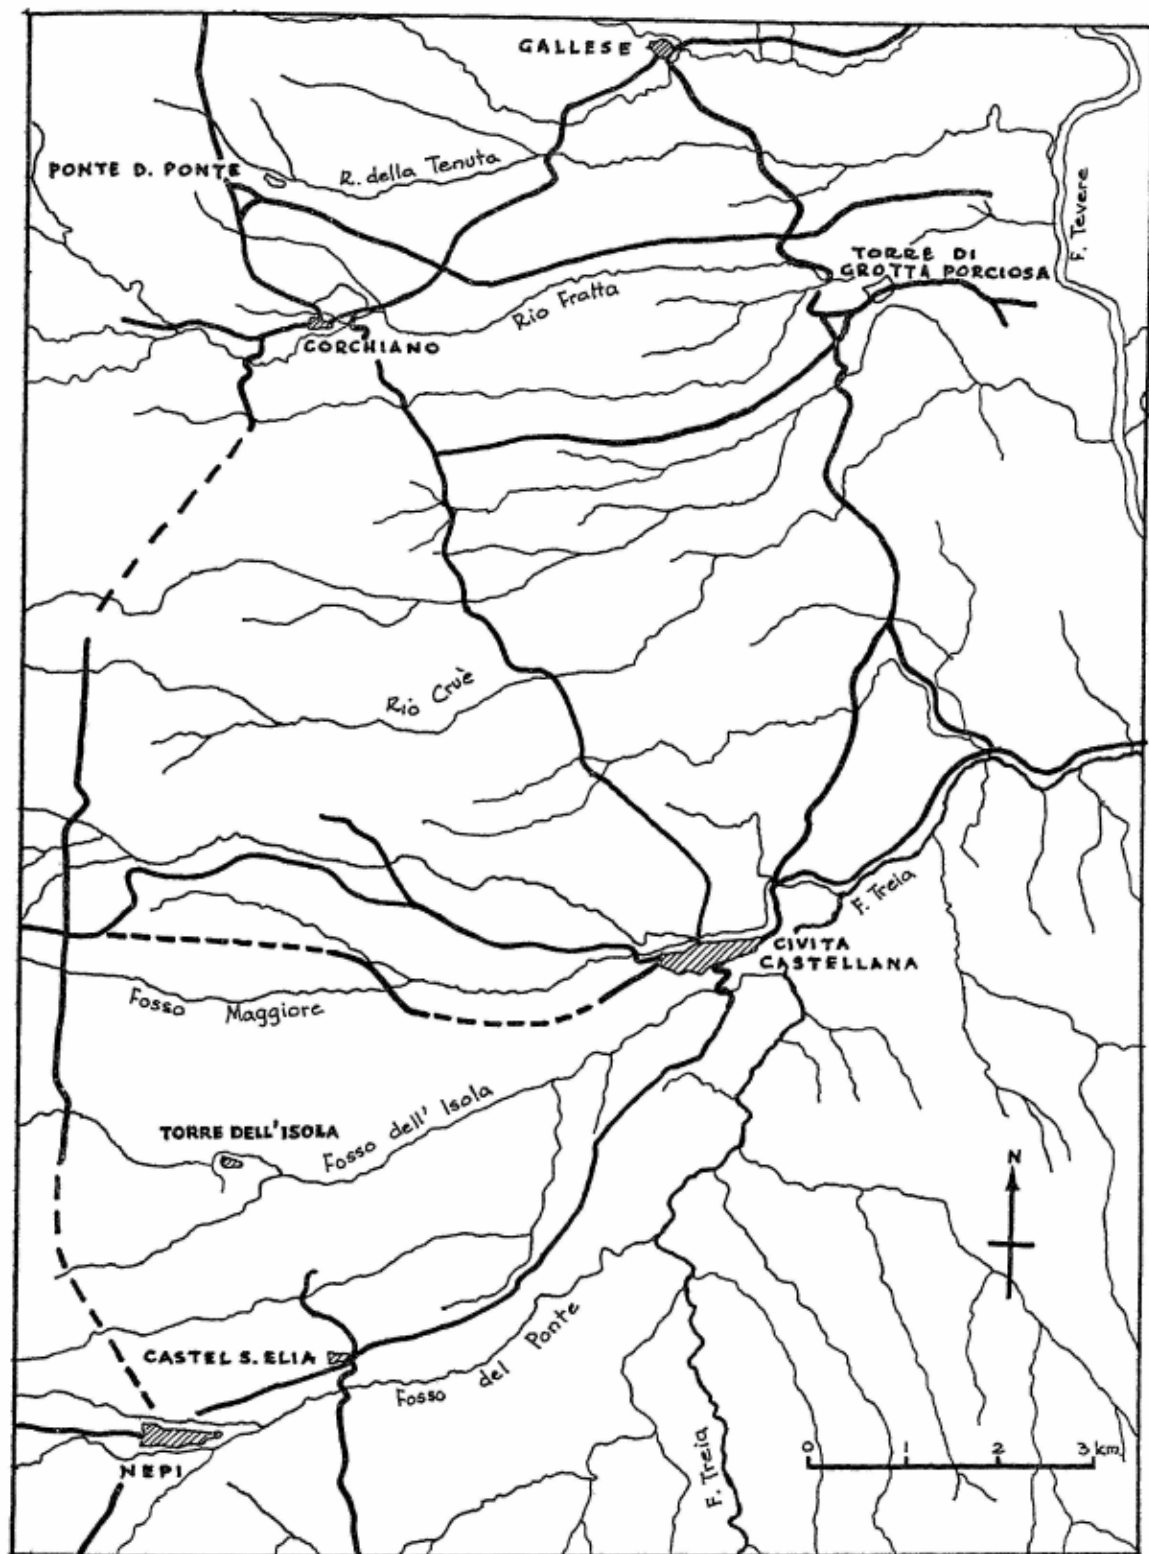 GALLESE
PONTE D. PONTE
R. della Tenuta
F. Tevere
TORRE DI
GROTTA PORCIOSA
Rio Fratta
CORCHIANO
Rio Cruè
F. Treia
CIVITA
CASTELLANA
Fosso Maggiore
TORRE DELL'ISOLA
Fosso dell' Isola
N
CASTEL S. ELIA
Fosso del Ponte
NEPI
F. Treia
0 1 2 3 km.